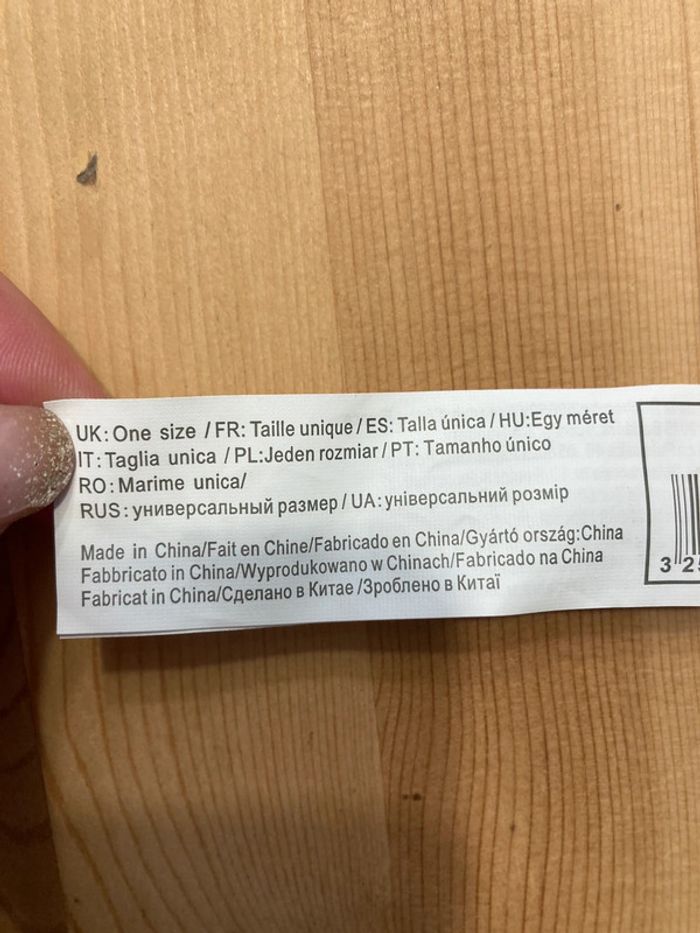 UK: One size / FR: Taille unique / ES: Talla única / HU:Egy méret
IT: Taglia unica / PL:Jeden rozmiar / PT: Tamanho único
RO: Marime unica/
RUS: универсальный размер / UA: універсальний розмір
Made in China/Fait en Chine/Fabricado en China/Gyártó ország:China
Fabbricato in China/Wyprodukowano w Chinach/Fabricado na China
Fabricat in China/Сделано в Китае /Зроблено в Китаї
3 2